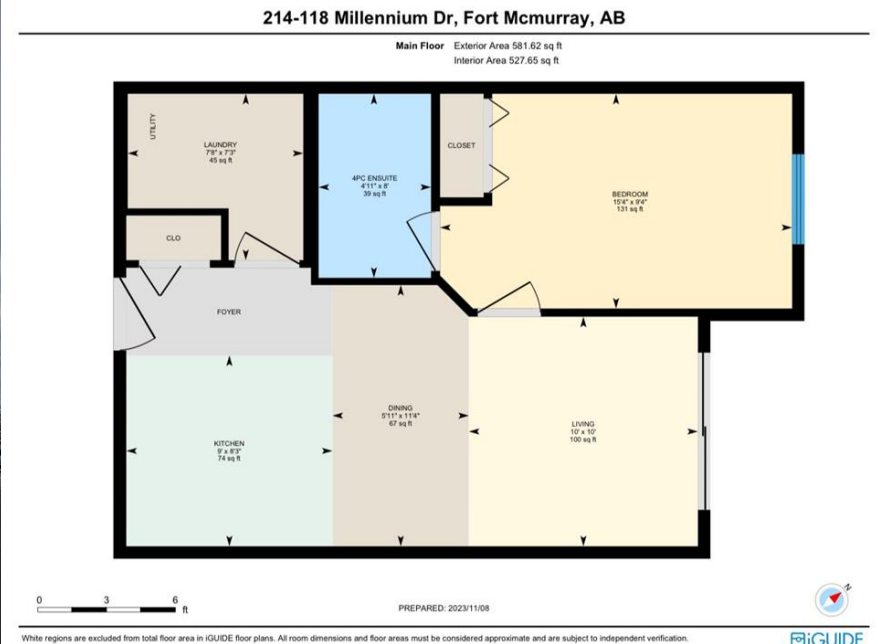 214-118 Millennium Dr, Fort Mcmurray, AB
Main Floor Exterior Area 581.62 sq ft
Interior Area 527.65 sq ft
UTILITY
LAUNDRY
7'8" x 7'3"
45 sq ft
4PC ENSUITE
4'11" x 8'
39 sq ft
CLOSET
BEDROOM
15'4" x 9'4"
131 sq ft
CLO
FOYER
DINING
5'11" x 11'4"
67 sq ft
LIVING
10' x 10'
100 sq ft
KITCHEN
9' x 8'3"
74 sq ft
0 3 6
ft
PREPARED: 2023/11/08
N
White regions are excluded from total floor area in iGUIDE floor plans. All room dimensions and floor areas must be considered approximate and are subject to independent verification.
iGUIDE